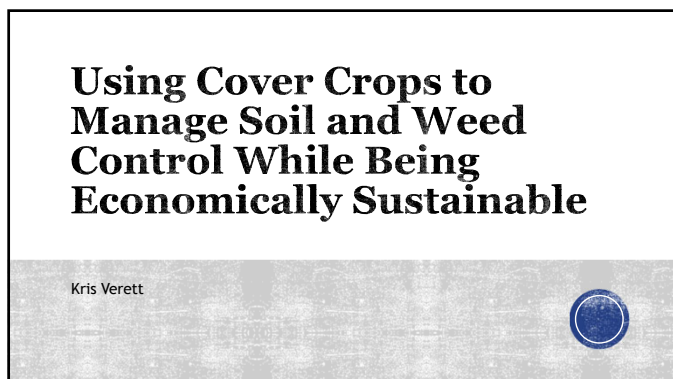 Using Cover Crops to
Manage Soil and Weed
Control While Being
Economically Sustainable
Kris Verett